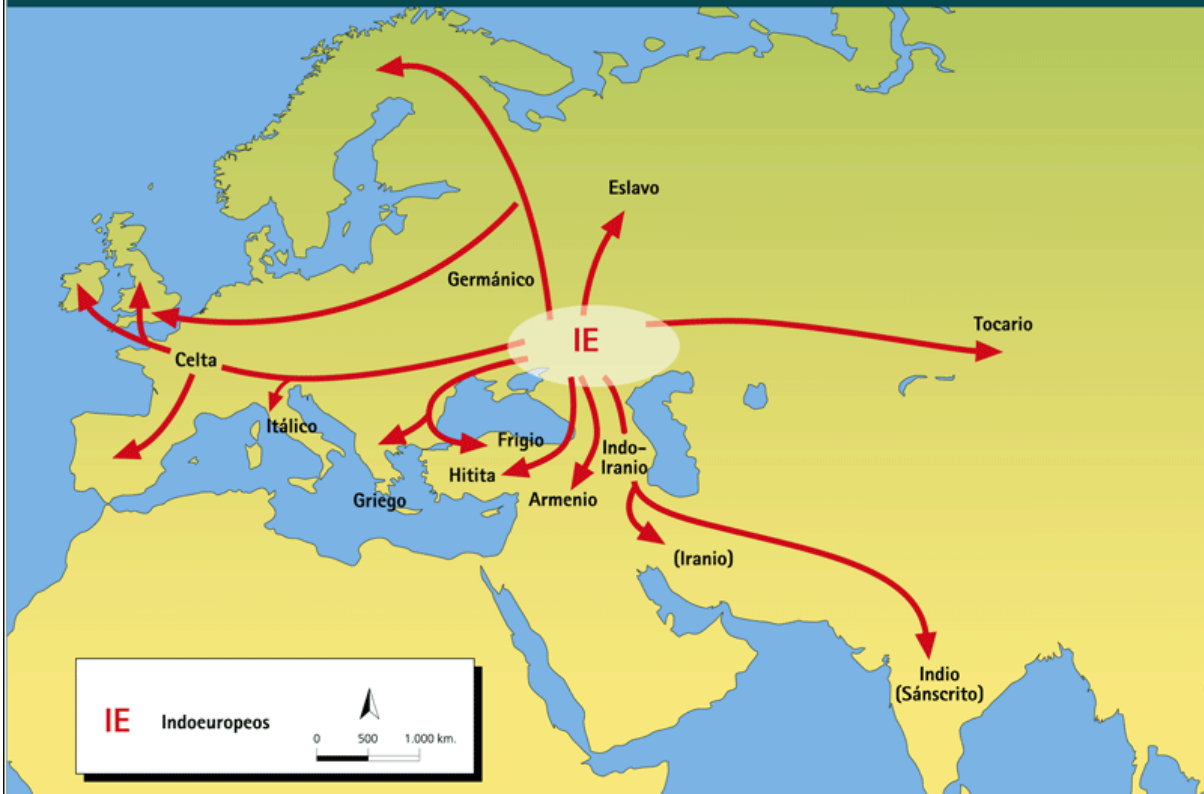 Eslavo
Germánico
IE
Tocario
Celta
Itálico
Frigio
Indo-
Iranio
Hitita
Griego
Armenio
(Iranio)
Indio
(Sánscrito)
IE Indoeuropeos
0 500 1.000 km.